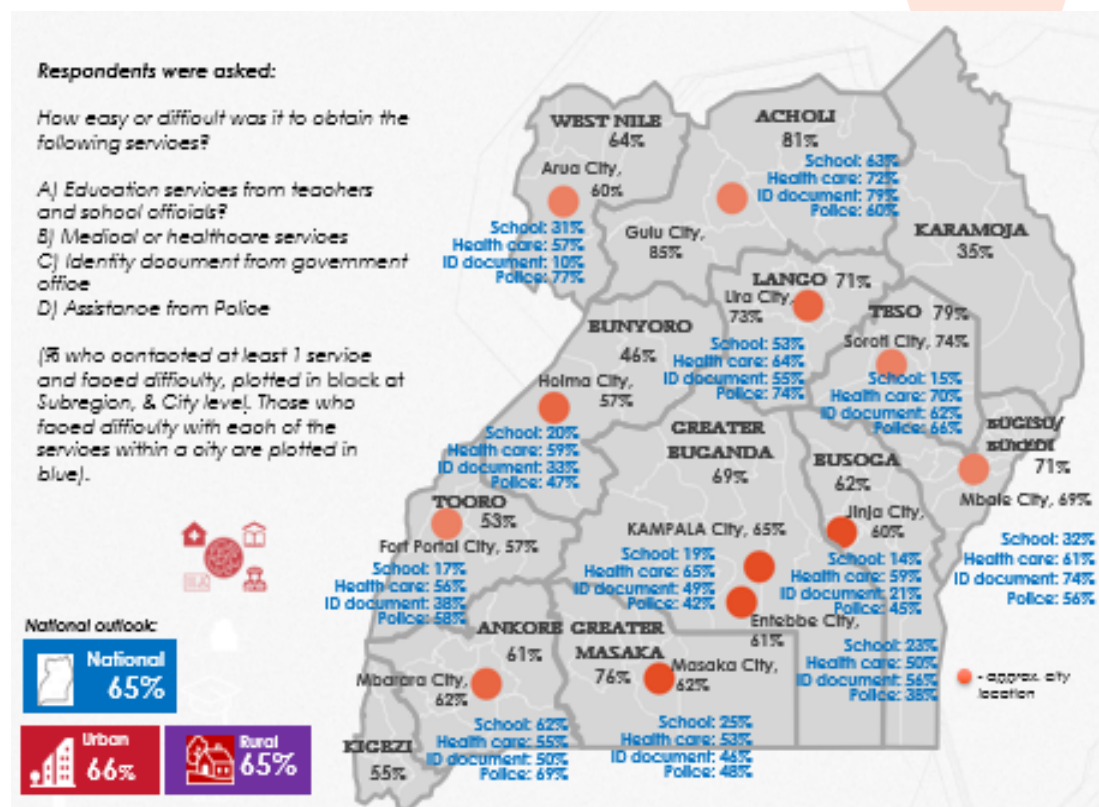 Respondents were asked:
How easy or difficult was it to obtain the
following services?
A) Education services from teachers
and school officials?
B) Medical or healthcare services
C) Identity document from government
office
D) Assistance from Police
(% who contacted at least 1 service
and faced difficulty, plotted in black at
Subregion, & City level. Those who
faced difficulty with each of the
services within a city are plotted in
blue).
National outlook:
National
65%
Urban
66%
Rural
65%
WEST NILE
64%
Arua City,
60%
School: 31%
Health care: 57%
ID document: 10%
Police: 77%
ACHOLI
81%
School: 63%
Health care: 72%
ID document: 79%
Police: 60%
Gulu City,
85%
KARAMOJA
35%
LANGO 71%
Lira City,
73%
School: 53%
Health care: 64%
ID document: 55%
Police: 74%
TESO 79%
Soroti City, 74%
School: 15%
Health care: 70%
ID document: 62%
Police: 66%
BUNYORO
46%
Hoima City,
57%
School: 20%
Health care: 59%
ID document: 33%
Police: 47%
GREATER
BUGANDA
69%
KAMPALA City, 65%
School: 19%
Health care: 65%
ID document: 49%
Police: 42%
BUSOGA
62%
Jinja City,
60%
School: 14%
Health care: 59%
ID document: 21%
Police: 45%
BUGISU/
BUKEDI
71%
Mbale City, 69%
School: 32%
Health care: 61%
ID document: 74%
Police: 56%
TOORO
53%
Fort Portal City, 57%
School: 17%
Health care: 56%
ID document: 38%
Police: 58%
Entebbe City,
61%
School: 23%
Health care: 50%
ID document: 56%
Police: 38%
ANKORE
61%
Mbarara City,
62%
School: 62%
Health care: 55%
ID document: 50%
Police: 69%
GREATER
MASAKA
76%
Masaka City,
62%
School: 25%
Health care: 53%
ID document: 46%
Police: 48%
KIGEZI
55%
- approx. city
location